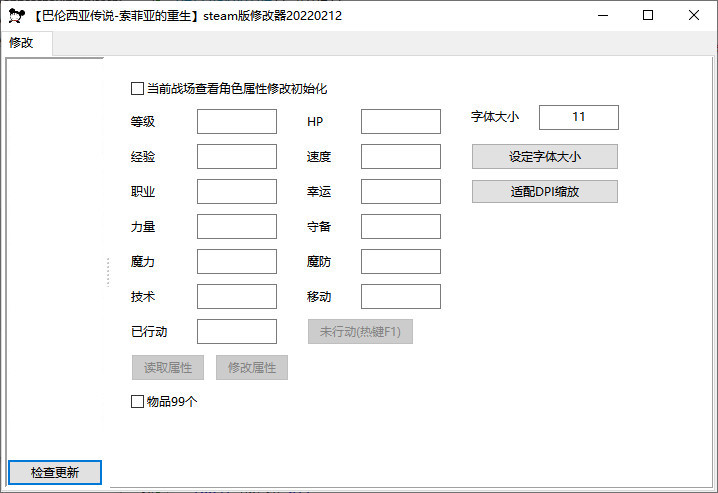 【巴伦西亚传说-索菲亚的重生】steam版修改器20220212
修改
当前战场查看角色属性修改初始化
等级 HP 字体大小 11
经验 速度 设定字体大小
职业 幸运 适配DPI缩放
力量 守备
魔力 魔防
技术 移动
已行动 未行动(热键F1)
读取属性 修改属性
物品99个
检查更新